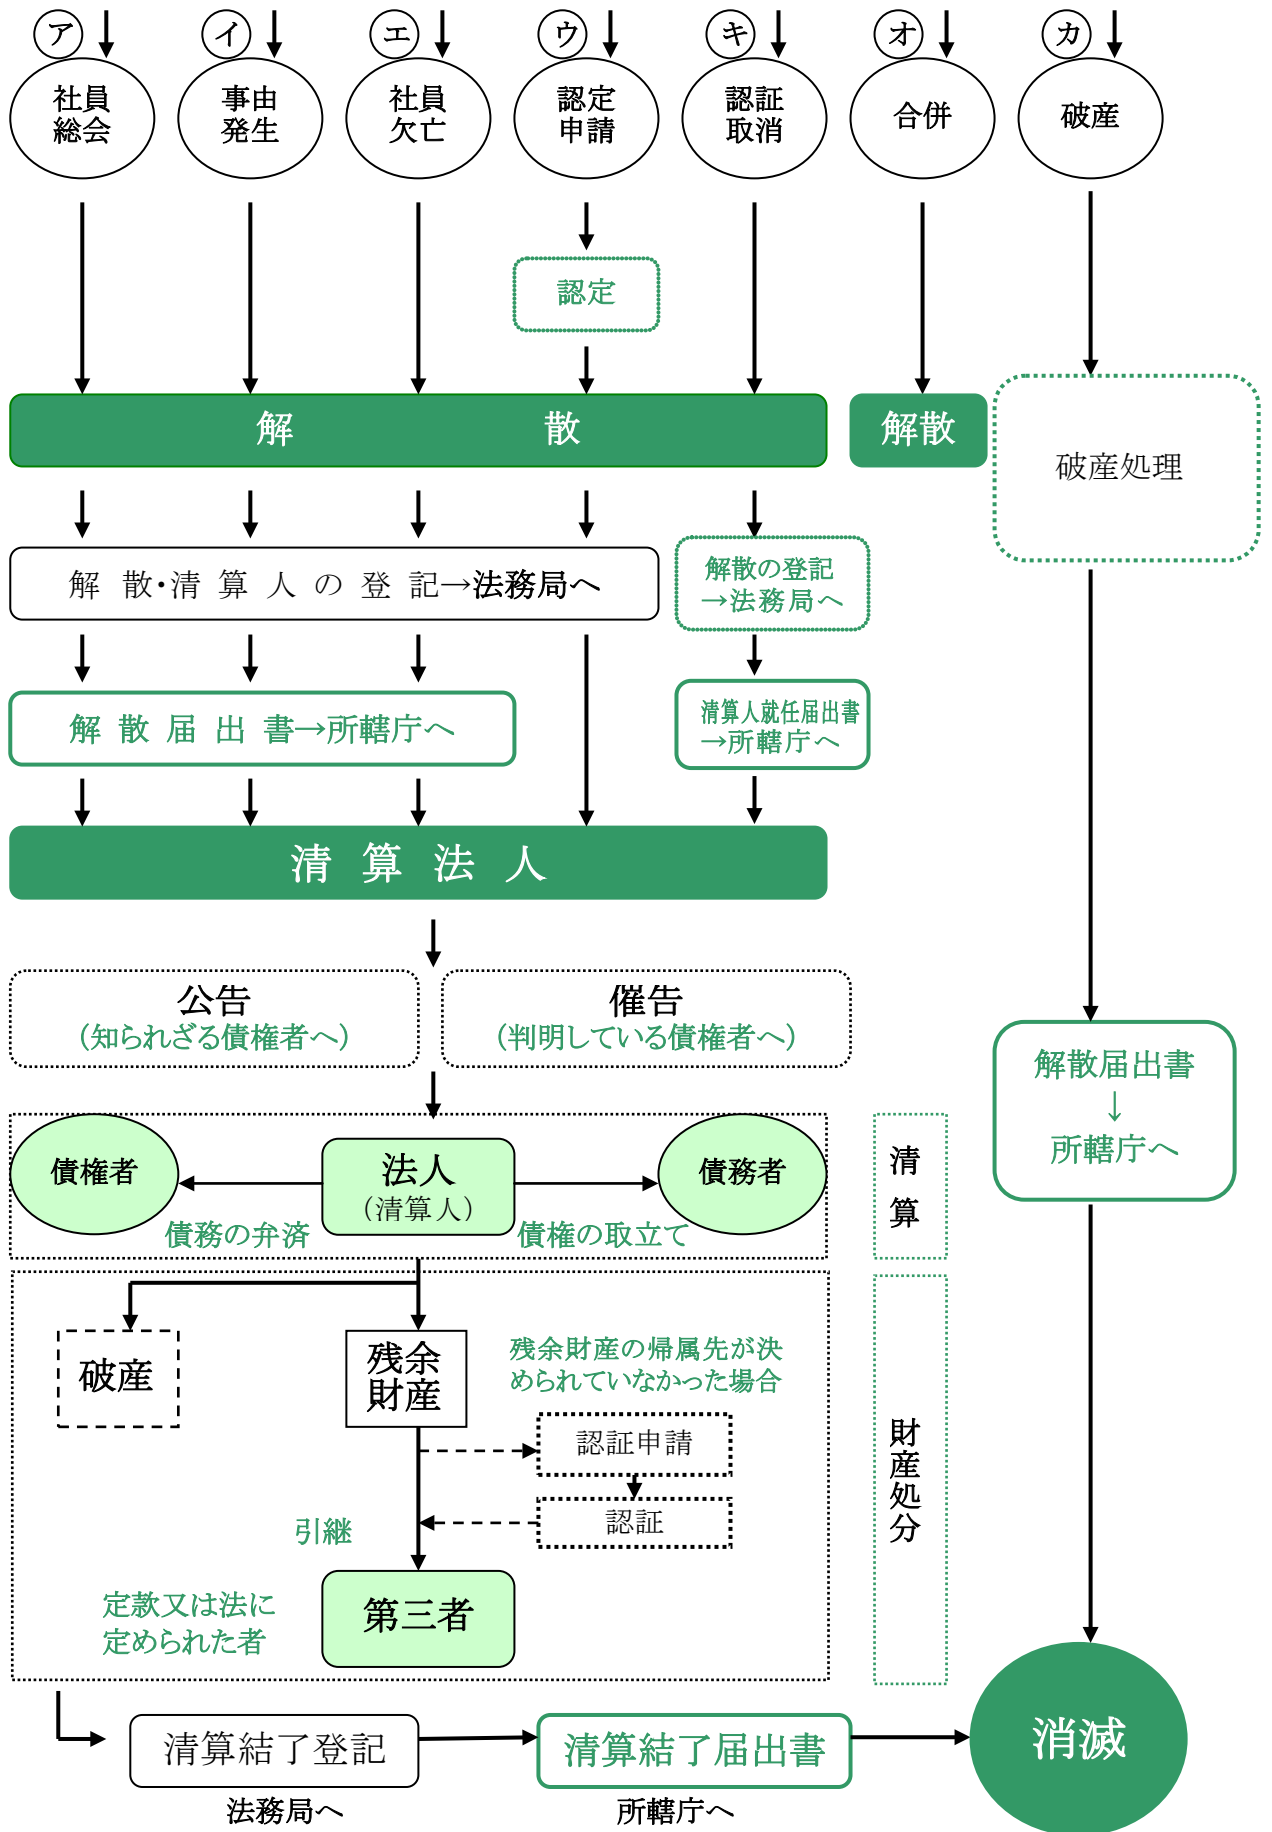 ア
イ
エ
ウ
キ
オ
カ
社員
総会
事由
発生
社員
欠亡
認定
申請
認証
取消
合併
破産
認定
解　散
解散
破産処理
解 散・清 算 人 の 登 記→法務局へ
解散の登記
→法務局へ
解 散 届 出 書→所轄庁へ
清算人就任届出書
→所轄庁へ
清 算 法 人
公告
（知られざる債権者へ）
催告
（判明している債権者へ）
解散届出書
↓
所轄庁へ
債権者
法人
（清算人）
債務者
債務の弁済
債権の取立て
清
算
破産
残余
財産
残余財産の帰属先が決
められていなかった場合
認証申請
認証
引継
第三者
定款又は法に
定められた者
財
産
処
分
清算結了登記
法務局へ
清算結了届出書
所轄庁へ
消滅